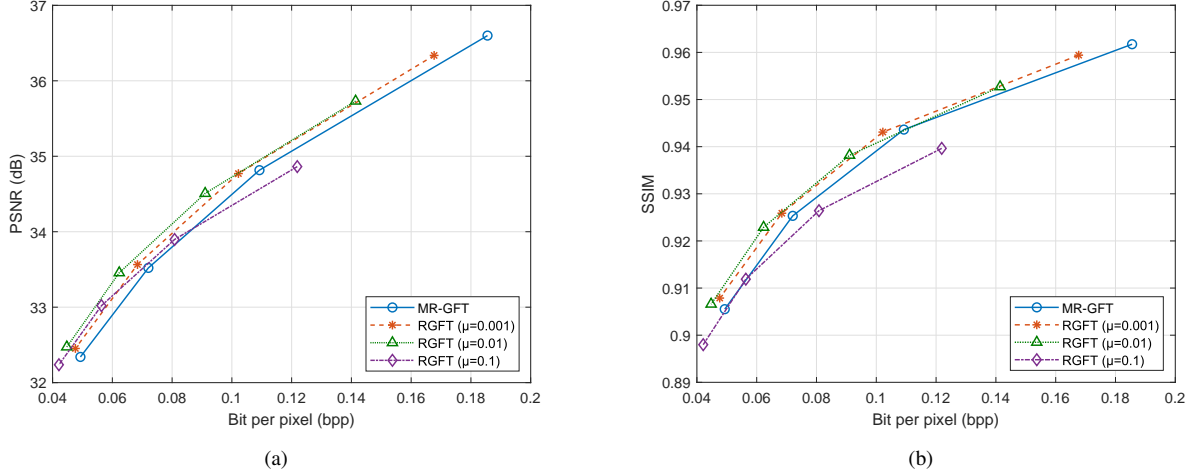 37
36
35
34
33
32
PSNR (dB)
MR-GFT
RGFT (μ=0.001)
RGFT (μ=0.01)
RGFT (μ=0.1)
0.04 0.06 0.08 0.1 0.12 0.14 0.16 0.18 0.2
Bit per pixel (bpp)
(a)
0.97
0.96
0.95
0.94
0.93
0.92
0.91
0.9
0.89
SSIM
MR-GFT
RGFT (μ=0.001)
RGFT (μ=0.01)
RGFT (μ=0.1)
0.04 0.06 0.08 0.1 0.12 0.14 0.16 0.18 0.2
Bit per pixel (bpp)
(b)